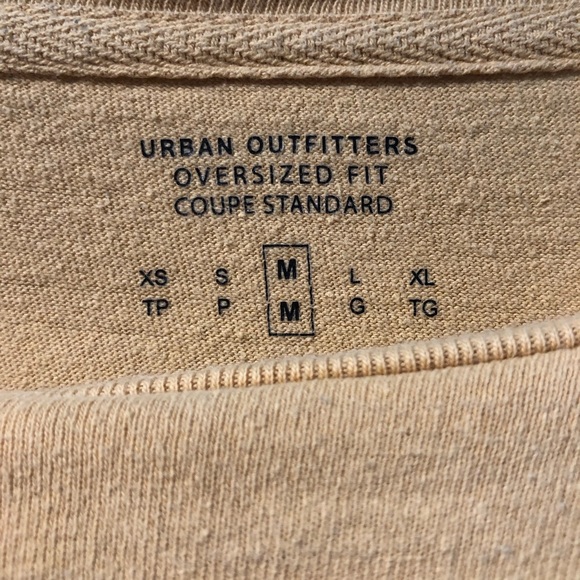 URBAN OUTFITTERS
OVERSIZED FIT
COUPE STANDARD
XS S M L XL
TP P M G TG